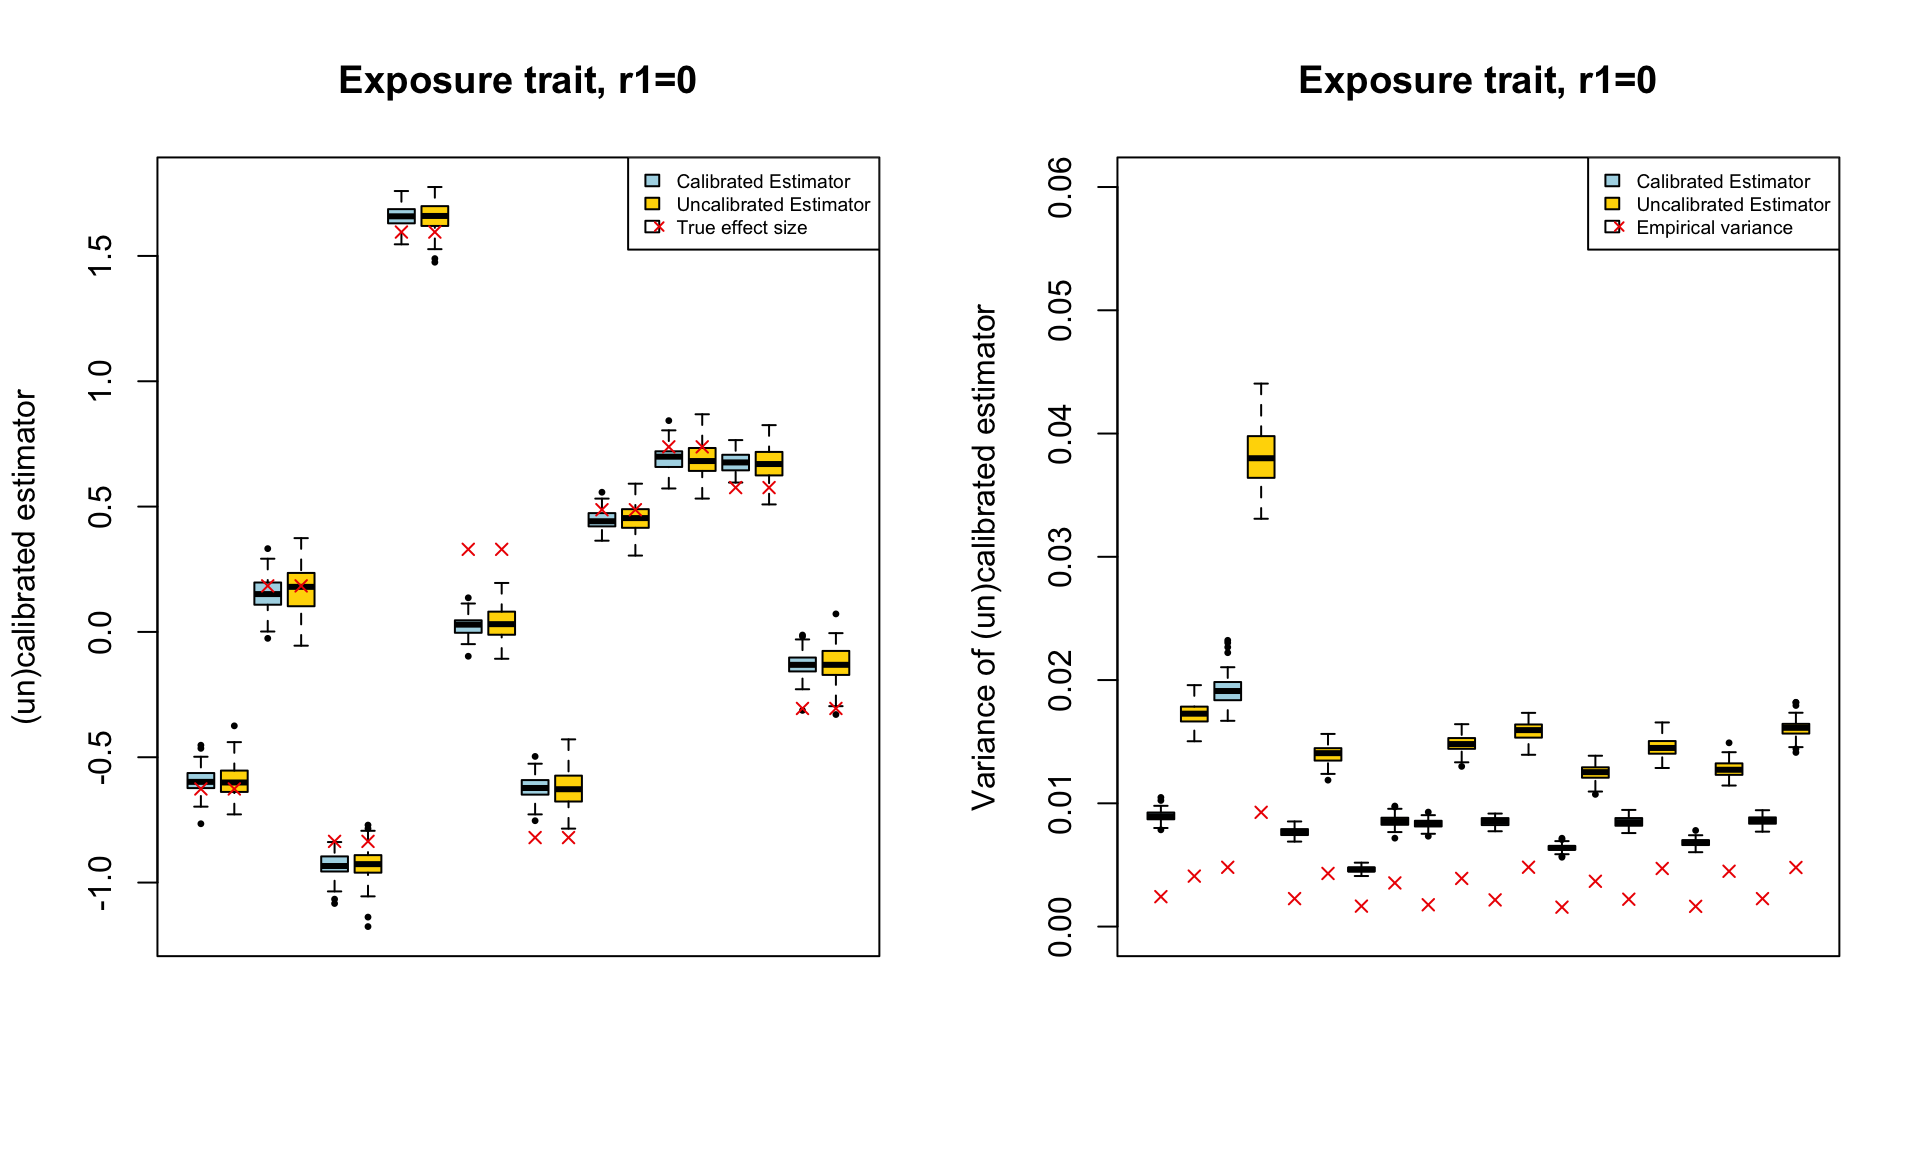 Exposure trait, r1=0
(un)calibrated estimator
1.5
1.0
0.5
0.0
-0.5
-1.0
Calibrated Estimator
Uncalibrated Estimator
True effect size
Exposure trait, r1=0
Variance of (un)calibrated estimator
0.06
0.05
0.04
0.03
0.02
0.01
0.00
Calibrated Estimator
Uncalibrated Estimator
Empirical variance